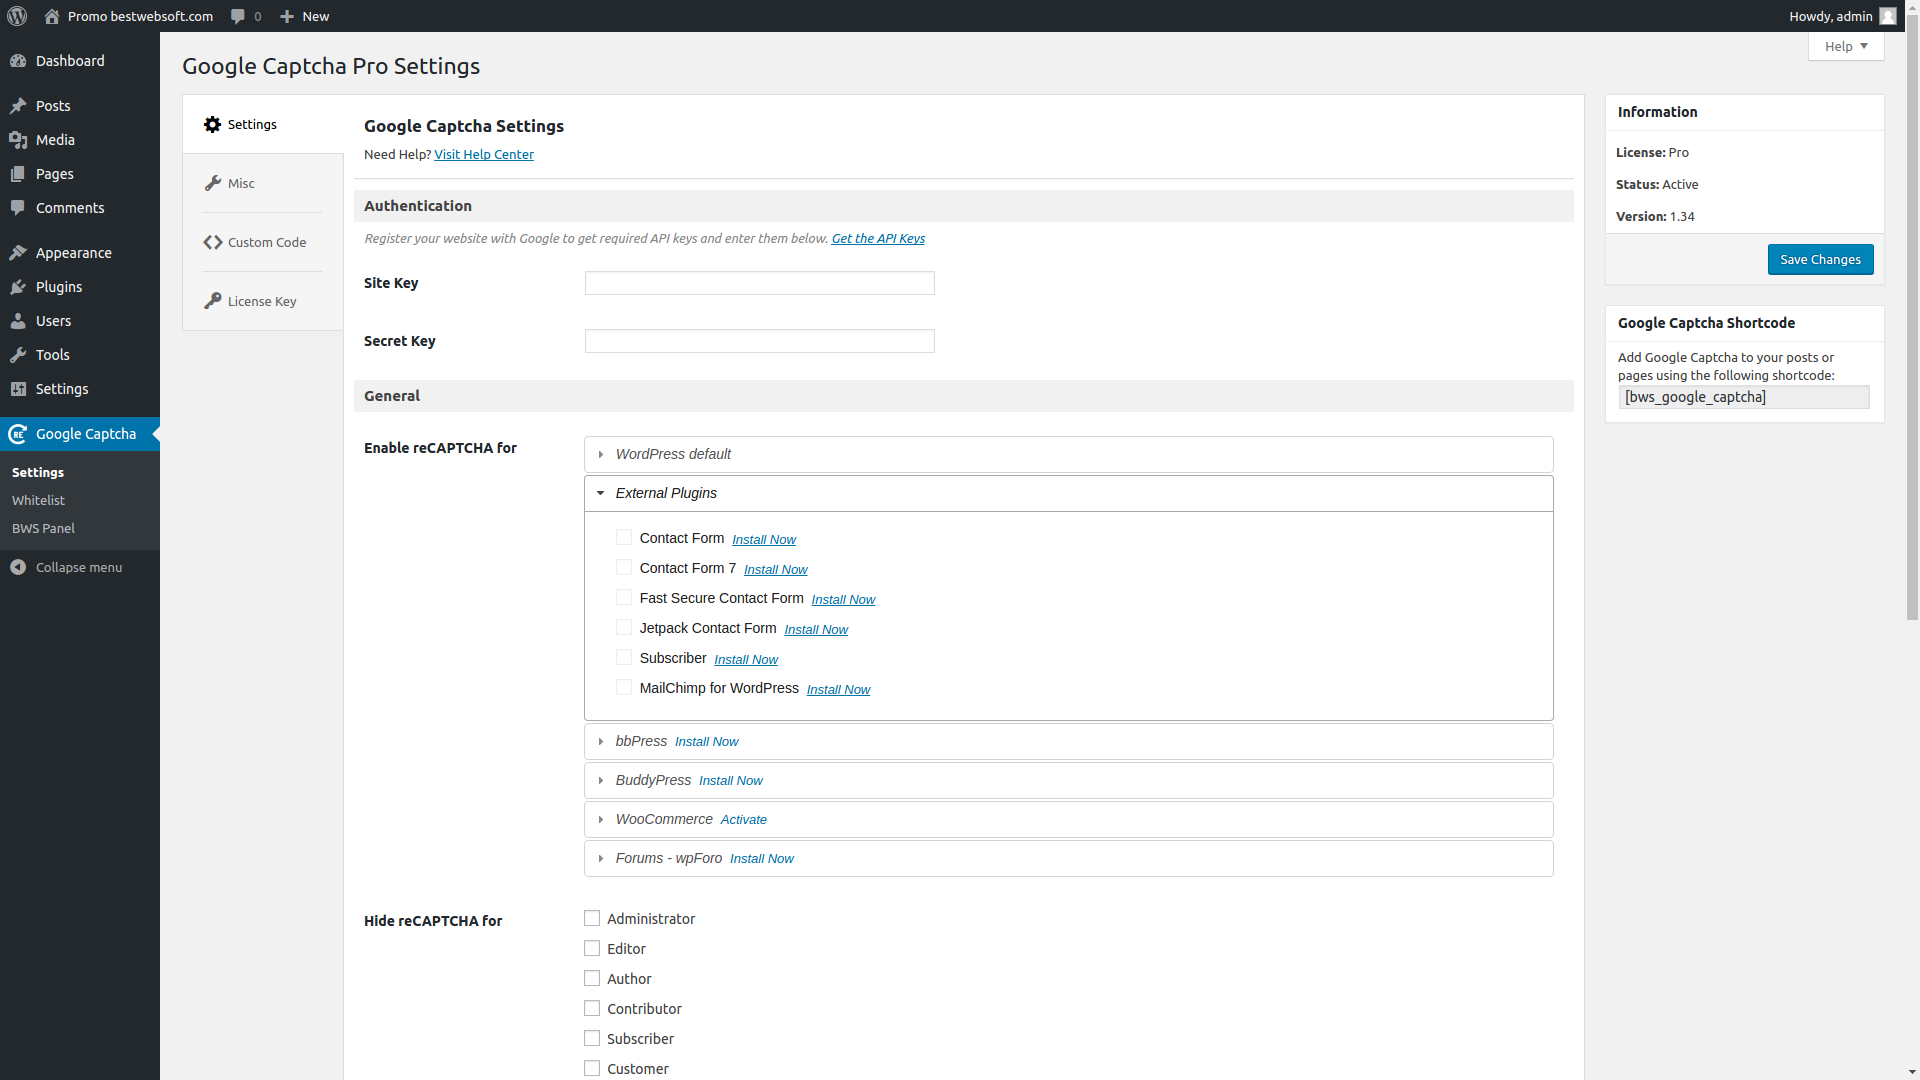 Promo bestwebsoft.com
0
New
Howdy, admin
Help
Dashboard
Posts
Media
Pages
Comments
Appearance
Plugins
Users
Tools
Settings
RE
Google Captcha
Settings
Whitelist
BWS Panel
Collapse menu
Google Captcha Pro Settings
Settings
Misc
Custom Code
License Key
Google Captcha Settings
Need Help? Visit Help Center
Authentication
Register your website with Google to get required API keys and enter them below. Get the API Keys
Site Key
Secret Key
General
Enable reCAPTCHA for
WordPress default
External Plugins
Contact Form Install Now
Contact Form 7 Install Now
Fast Secure Contact Form Install Now
Jetpack Contact Form Install Now
Subscriber Install Now
MailChimp for WordPress Install Now
bbPress Install Now
BuddyPress Install Now
WooCommerce Activate
Forums - wpForo Install Now
Hide reCAPTCHA for
Administrator
Editor
Author
Contributor
Subscriber
Customer
Information
License: Pro
Status: Active
Version: 1.34
Save Changes
Google Captcha Shortcode
Add Google Captcha to your posts or
pages using the following shortcode:
[bws_google_captcha]